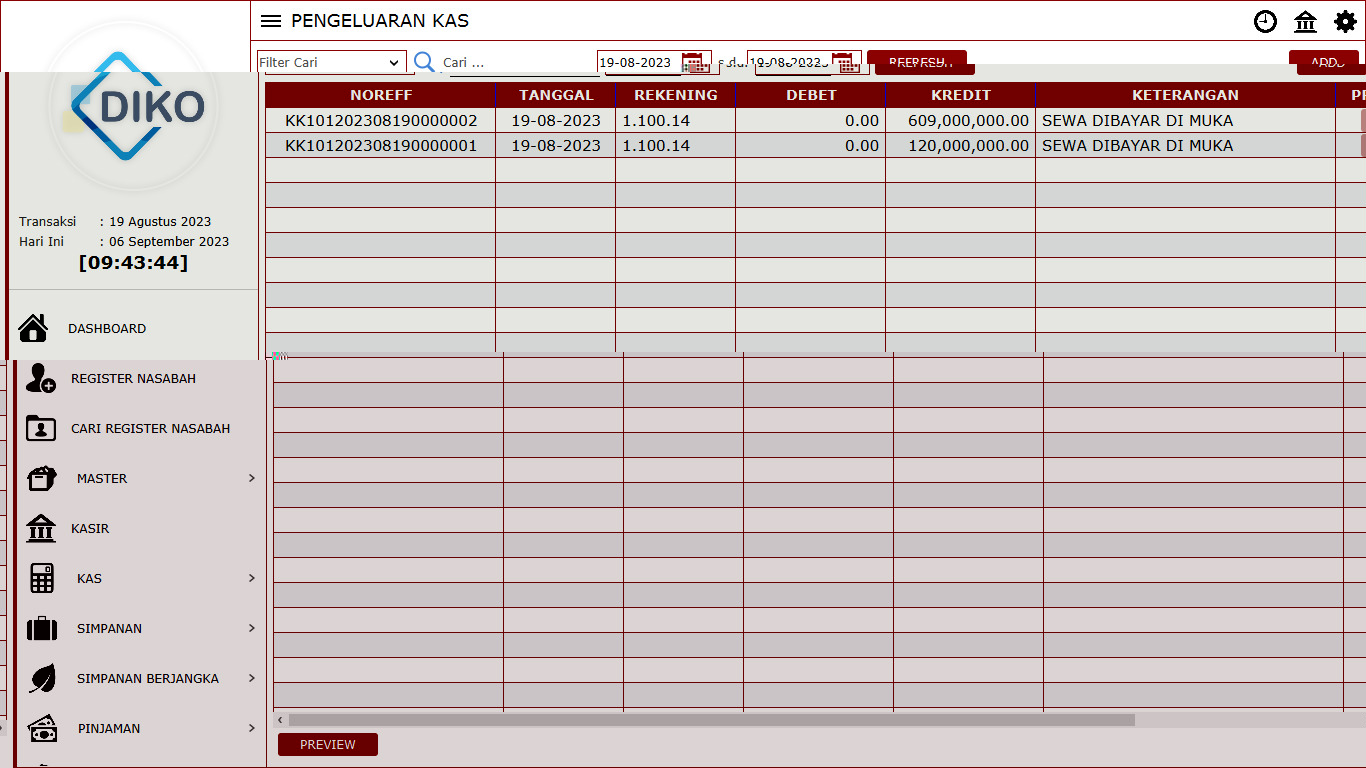 PENGELUARAN KAS
Filter Cari
Cari ...
19-08-2023
19-08-2023
REFRESH
ADD
DIKO
NOREFF TANGGAL REKENING DEBET KREDIT KETERANGAN
KK101202308190000002 19-08-2023 1.100.14 0.00 609,000,000.00 SEWA DIBAYAR DI MUKA
KK101202308190000001 19-08-2023 1.100.14 0.00 120,000,000.00 SEWA DIBAYAR DI MUKA
Transaksi : 19 Agustus 2023
Hari Ini : 06 September 2023
[09:43:44]
DASHBOARD
REGISTER NASABAH
CARI REGISTER NASABAH
MASTER
KASIR
KAS
SIMPANAN
SIMPANAN BERJANGKA
PINJAMAN
PREVIEW